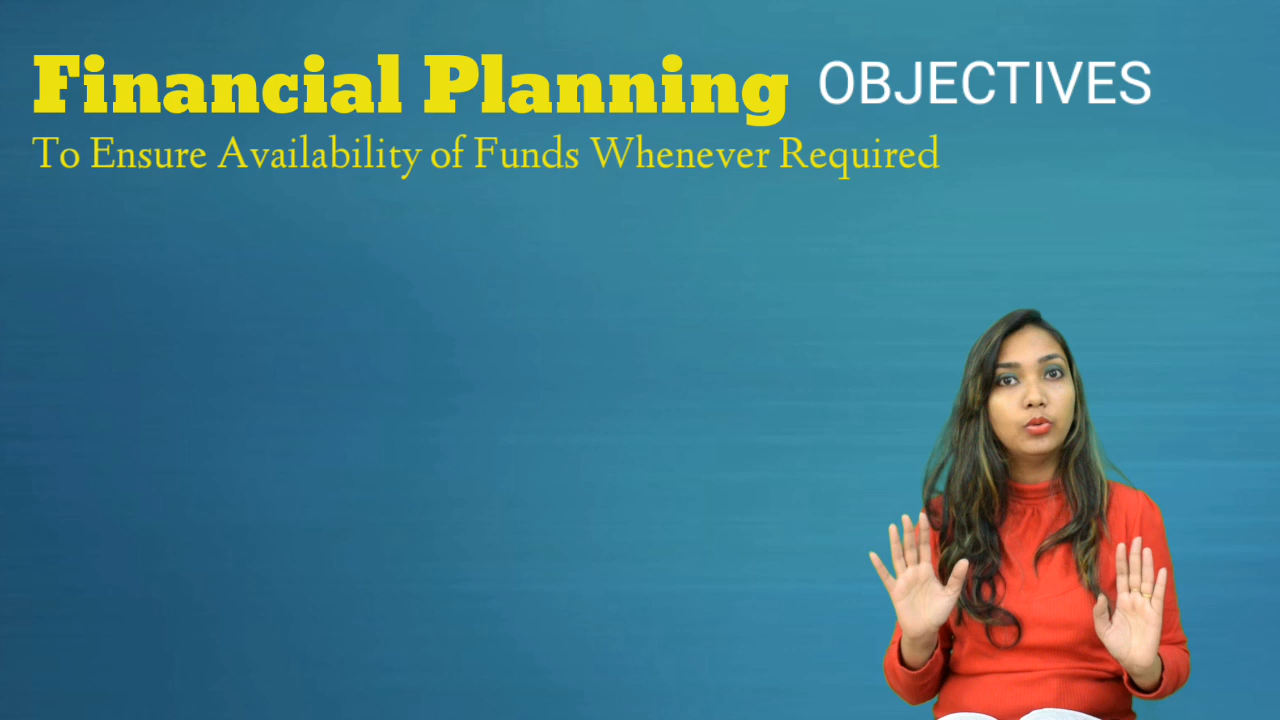 Financial Planning OBJECTIVES
To Ensure Availability of Funds Whenever Required